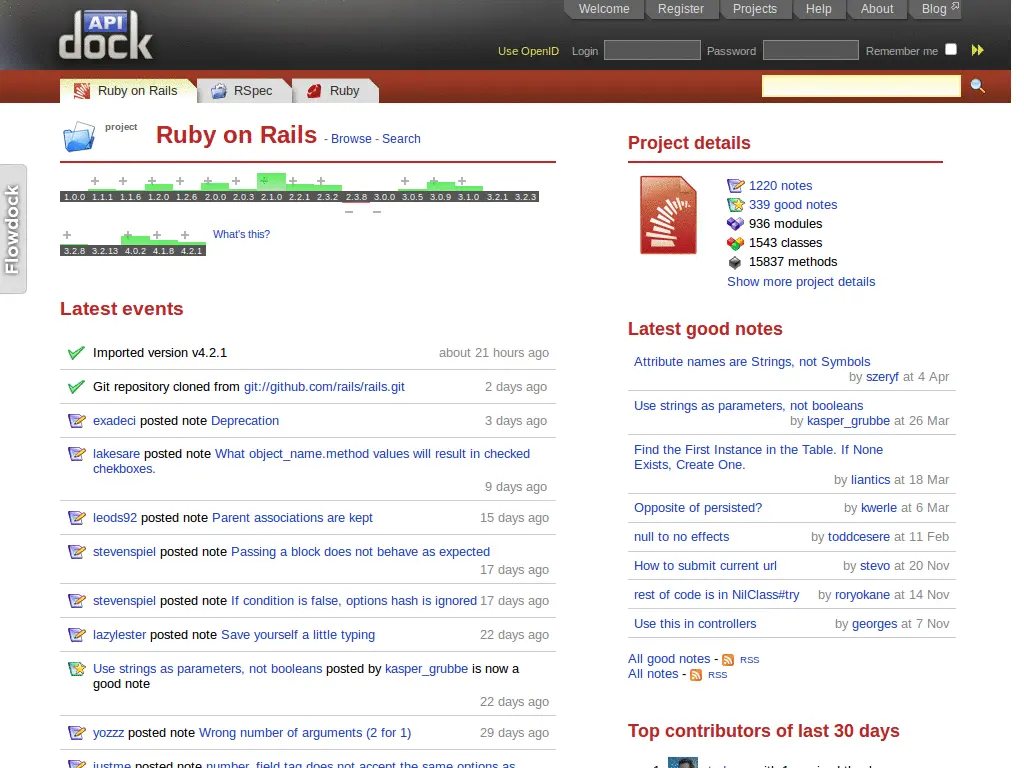 API dock
Welcome Register Projects Help About Blog
Use OpenID Login Password Remember me
Ruby on Rails RSpec Ruby
project
Ruby on Rails - Browse - Search
1.0.0 1.1.1 1.1.6 1.2.0 1.2.6 2.0.0 2.0.3 2.1.0 2.2.1 2.3.2 2.3.8 3.0.0 3.0.5 3.0.9 3.1.0 3.2.1 3.2.3
3.2.8 3.2.13 4.0.2 4.1.8 4.2.1 What's this?
Flowdock
Latest events
Imported version v4.2.1 about 21 hours ago
Git repository cloned from git://github.com/rails/rails.git 2 days ago
exadeci posted note Deprecation 3 days ago
lakesare posted note What object_name.method values will result in checked
chekboxes.
9 days ago
leods92 posted note Parent associations are kept 15 days ago
stevenspiel posted note Passing a block does not behave as expected
17 days ago
stevenspiel posted note If condition is false, options hash is ignored 17 days ago
lazylester posted note Save yourself a little typing 22 days ago
Use strings as parameters, not booleans posted by kasper_grubbe is now a
good note
22 days ago
yozzz posted note Wrong number of arguments (2 for 1) 29 days ago
justme posted note number_field tag does not accept the same options as
Project details
1220 notes
339 good notes
936 modules
1543 classes
15837 methods
Show more project details
Latest good notes
Attribute names are Strings, not Symbols
by szeryf at 4 Apr
Use strings as parameters, not booleans
by kasper_grubbe at 26 Mar
Find the First Instance in the Table. If None
Exists, Create One.
by liantics at 18 Mar
Opposite of persisted? by kwerle at 6 Mar
null to no effects by toddcesere at 11 Feb
How to submit current url by stevo at 20 Nov
rest of code is in NilClass#try by roryokane at 14 Nov
Use this in controllers by georges at 7 Nov
All good notes - RSS
All notes - RSS
Top contributors of last 30 days